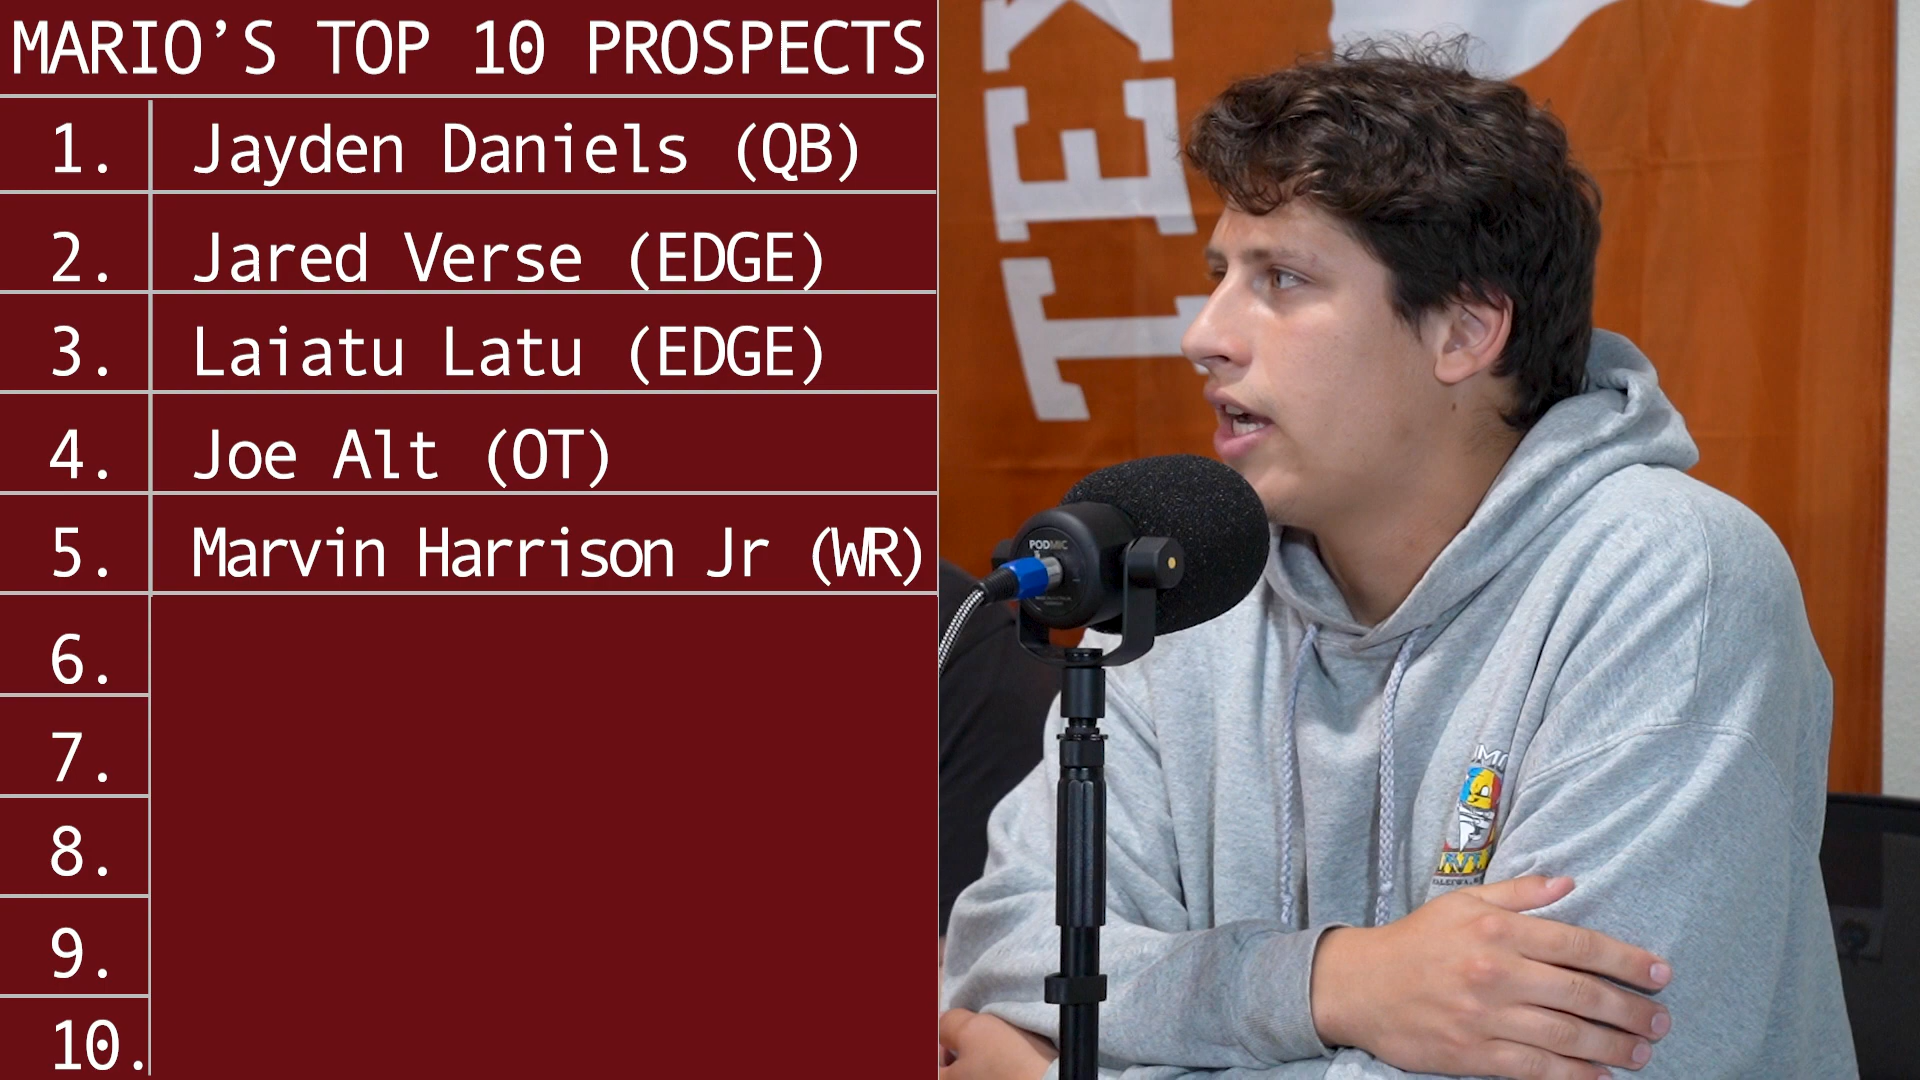 MARIO'S TOP 10 PROSPECTS
1. Jayden Daniels (QB)
2. Jared Verse (EDGE)
3. Laiatu Latu (EDGE)
4. Joe Alt (OT)
5. Marvin Harrison Jr (WR)
6.
7.
8.
9.
10.
PODMIC